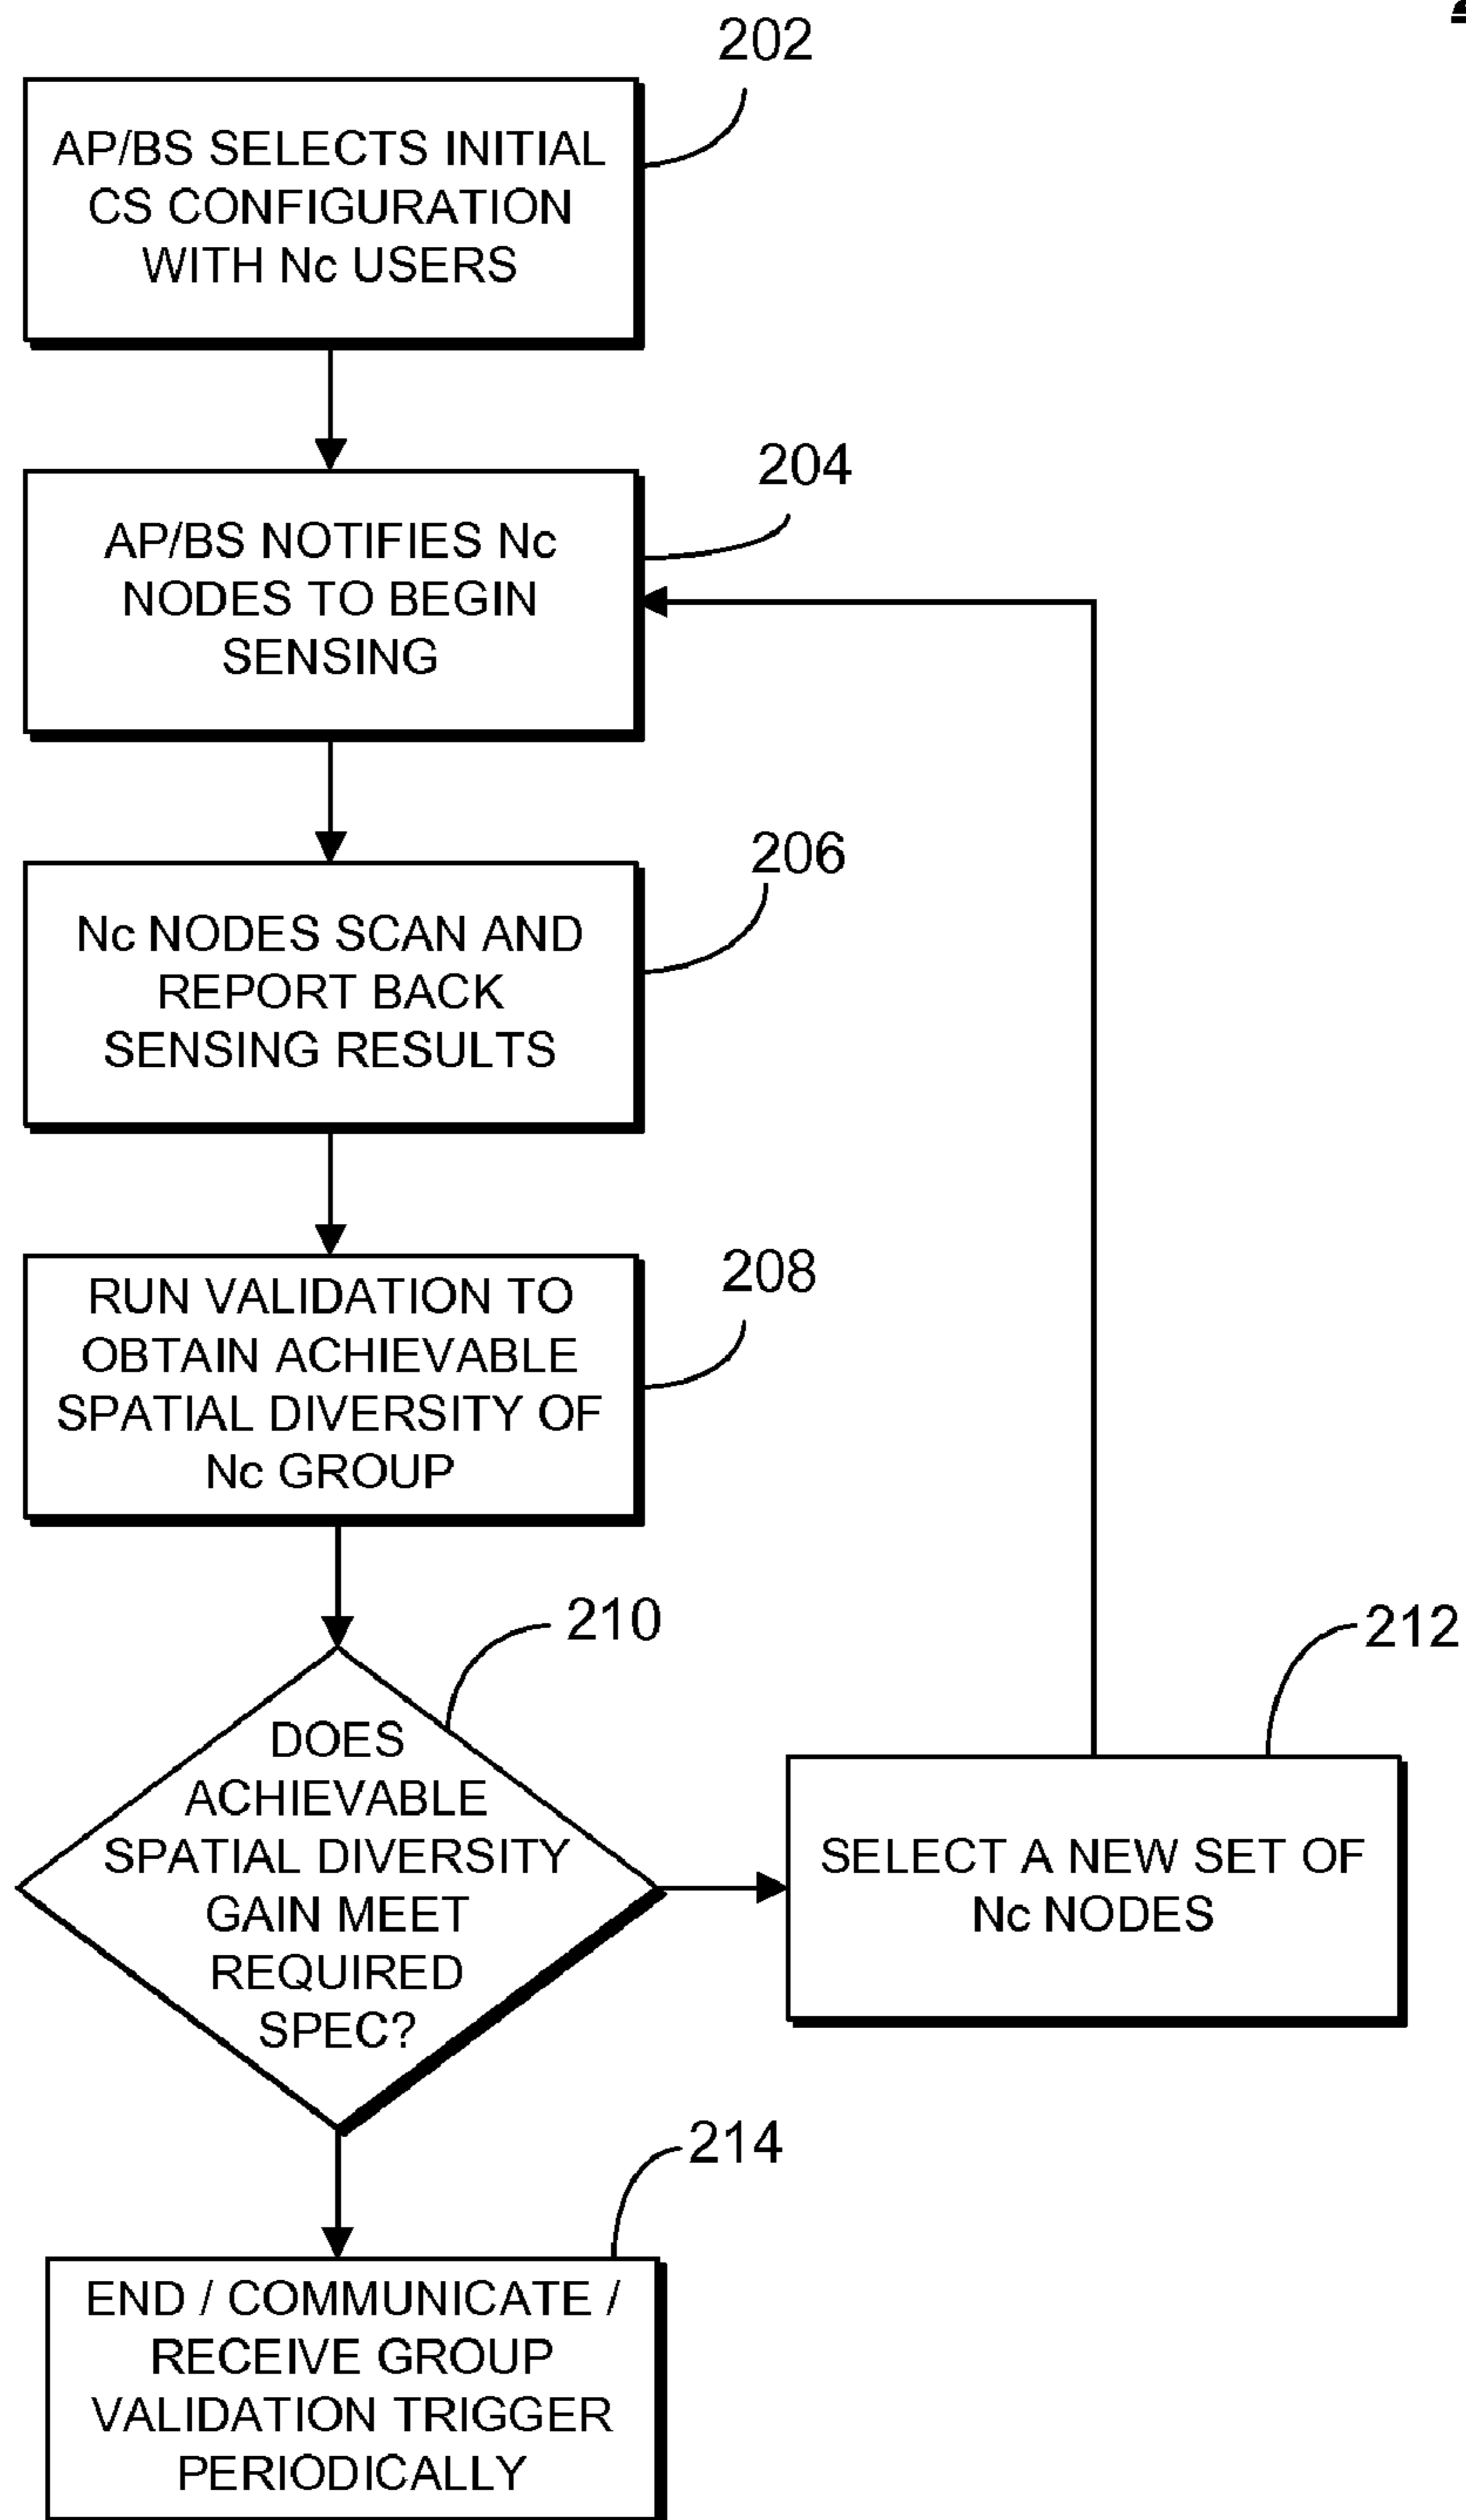 202
AP/BS SELECTS INITIAL
CS CONFIGURATION
WITH Nc USERS
204
AP/BS NOTIFIES Nc
NODES TO BEGIN
SENSING
206
Nc NODES SCAN AND
REPORT BACK
SENSING RESULTS
208
RUN VALIDATION TO
OBTAIN ACHIEVABLE
SPATIAL DIVERSITY OF
Nc GROUP
210
DOES
ACHIEVABLE
SPATIAL DIVERSITY
GAIN MEET
REQUIRED
SPEC?
212
SELECT A NEW SET OF
Nc NODES
214
END / COMMUNICATE /
RECEIVE GROUP
VALIDATION TRIGGER
PERIODICALLY